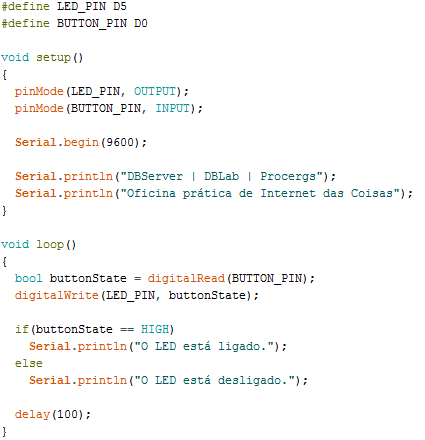 #define LED_PIN D5
#define BUTTON_PIN D0
void setup()
{
pinMode(LED_PIN, OUTPUT);
pinMode(BUTTON_PIN, INPUT);
Serial.begin(9600);
Serial.println("DBServer | DBLab | Procergs");
Serial.println("Oficina prática de Internet das Coisas");
}
void loop()
{
bool buttonState = digitalRead(BUTTON_PIN);
digitalWrite(LED_PIN, buttonState);
if(buttonState == HIGH)
Serial.println("O LED está ligado.");
else
Serial.println("O LED está desligado.");
delay(100);
}